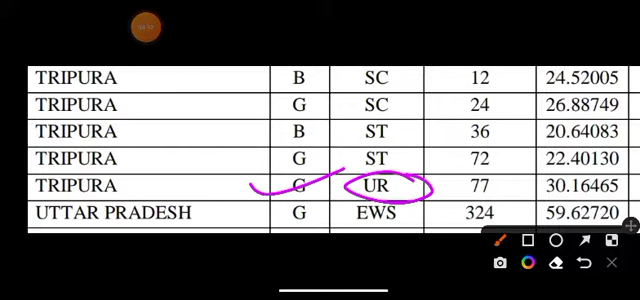 TRIPURA B SC 12 24.52005
TRIPURA G SC 24 26.88749
TRIPURA B ST 36 20.64083
TRIPURA G ST 72 22.40130
TRIPURA G UR 77 30.16465
UTTAR PRADESH G EWS 324 59.62720